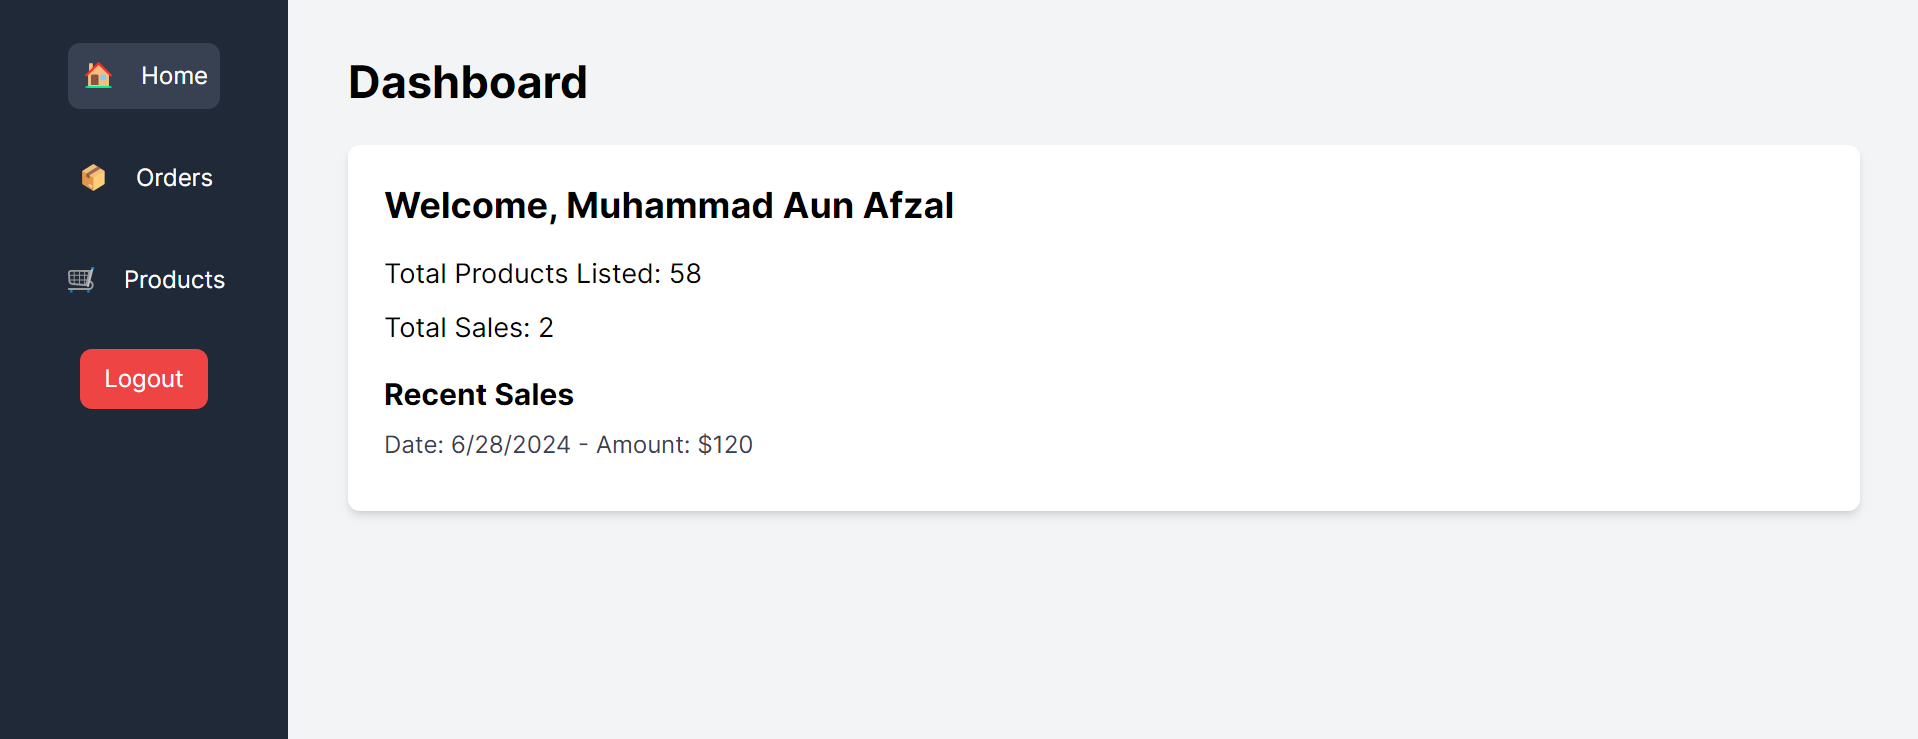 Home
Orders
Products
Logout
Dashboard
Welcome, Muhammad Aun Afzal
Total Products Listed: 58
Total Sales: 2
Recent Sales
Date: 6/28/2024 - Amount: $120